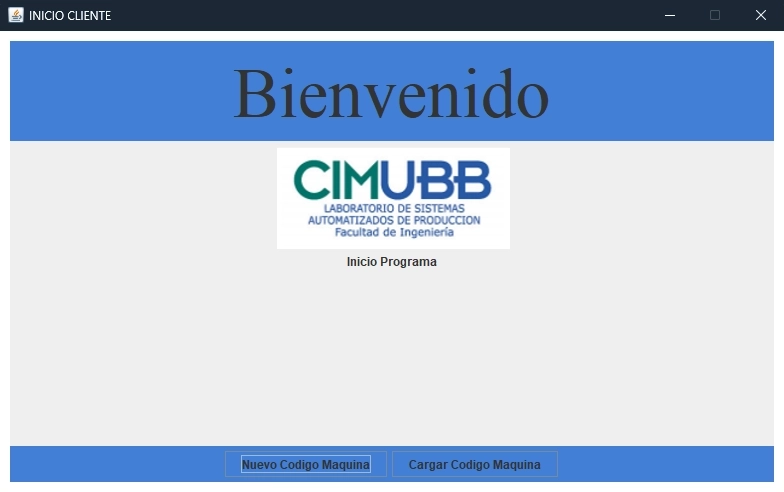 INICIO CLIENTE
Bienvenido
CIMUBB
LABORATORIO DE SISTEMAS
AUTOMATIZADOS DE PRODUCCION
Facultad de Ingeniería
Inicio Programa
Nuevo Codigo Maquina Cargar Codigo Maquina